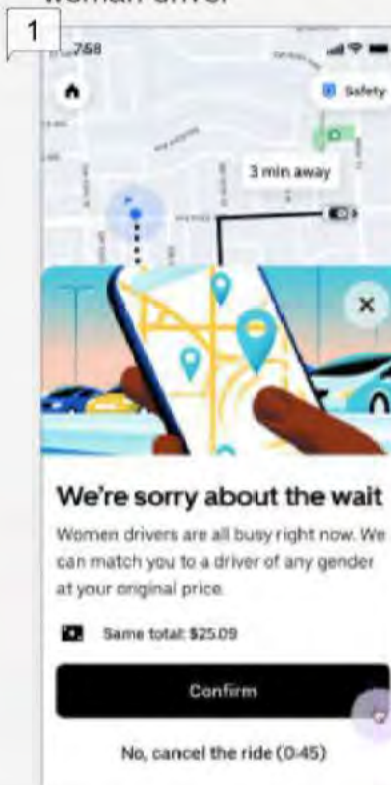 woman driver
1
7:58
Safety
3 min away
We're sorry about the wait
Women drivers are all busy right now. We
can match you to a driver of any gender
at your original price.
Same total: $25.09
Confirm
No, cancel the ride (0:45)